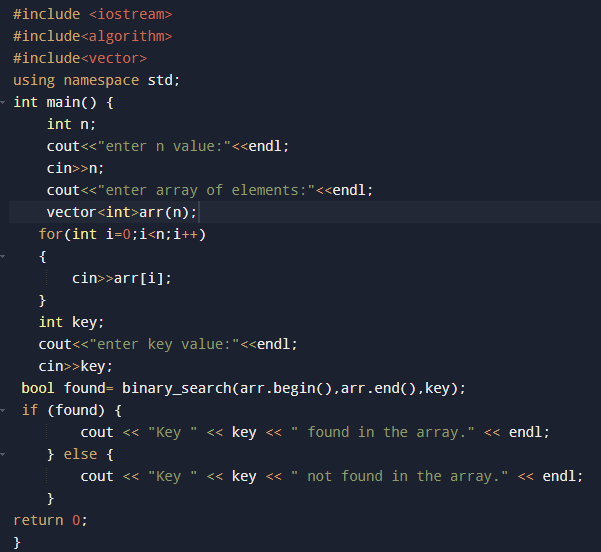 #include <iostream>
#include<algorithm>
#include<vector>
using namespace std;
int main() {
    int n;
    cout<<"enter n value:"<<endl;
    cin>>n;
    cout<<"enter array of elements:"<<endl;
    vector<int>arr(n);
   for(int i=0;i<n;i++)
   {
       cin>>arr[i];
   }
   int key;
   cout<<"enter key value:"<<endl;
   cin>>key;
 bool found= binary_search(arr.begin(),arr.end(),key);
 if (found) {
        cout << "Key " << key << " found in the array." << endl;
    } else {
        cout << "Key " << key << " not found in the array." << endl;
    }
return 0;
}